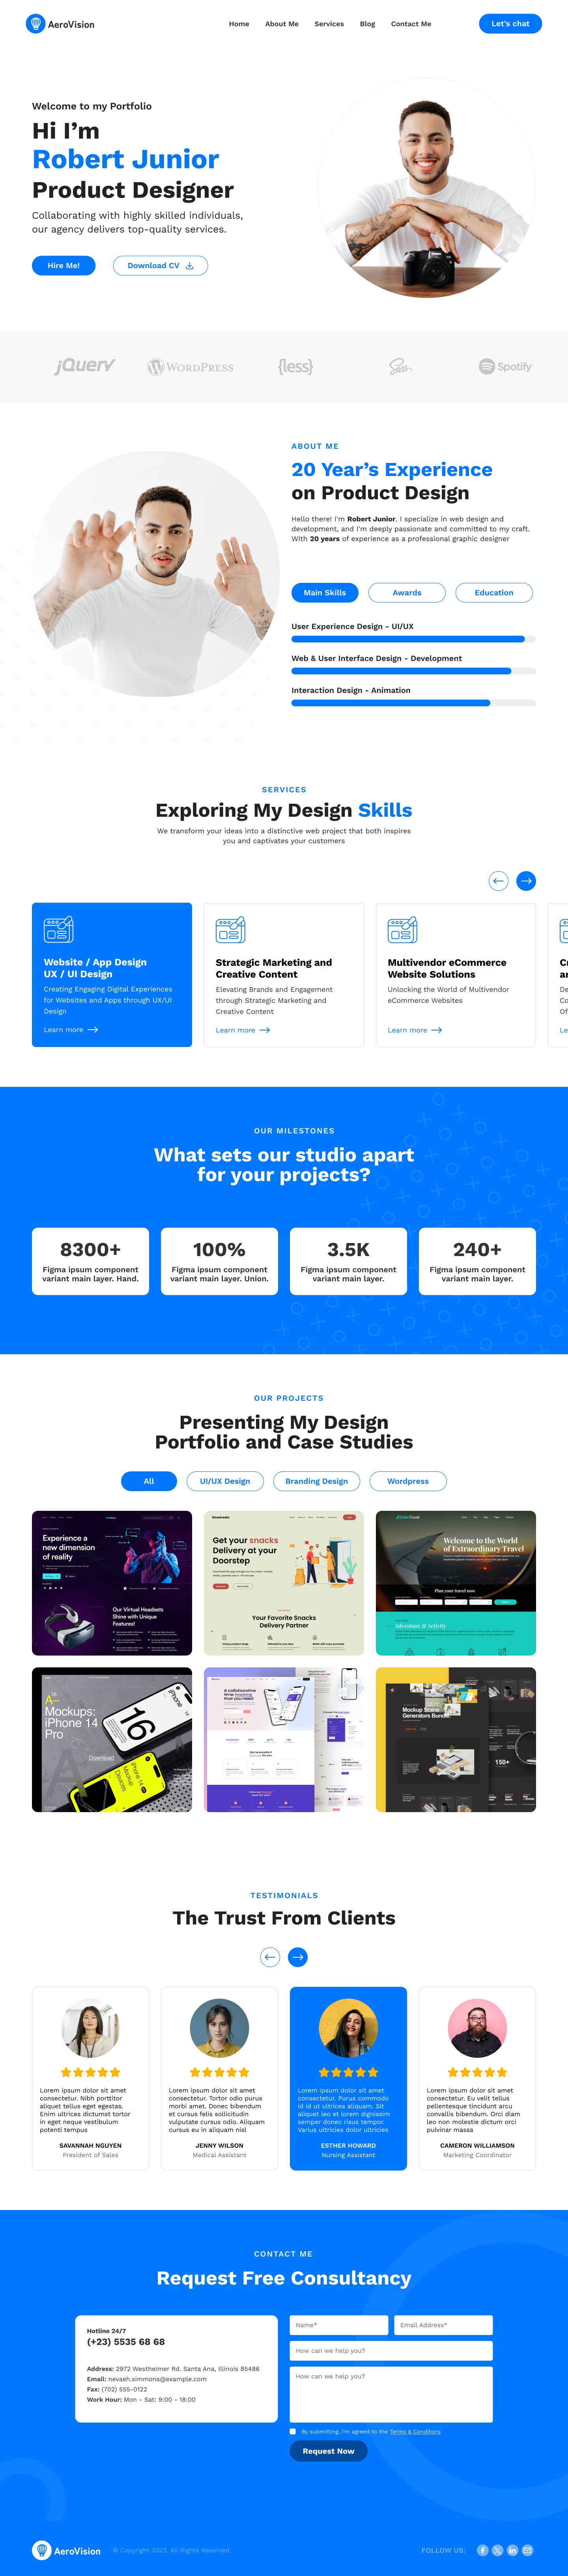 AeroVision
Home About Me Services Blog Contact Me
Let's chat
Welcome to my Portfolio
Hi I'm
Robert Junior
Product Designer
Collaborating with highly skilled individuals,
our agency delivers top-quality services.
Hire Me!
Download CV
jQuery
WORDPRESS
{less}
Sass
Spotify
ABOUT ME
20 Year's Experience
on Product Design
Hello there! I'm Robert Junior. I specialize in web design and
development, and I'm deeply passionate and committed to my craft.
With 20 years of experience as a professional graphic designer
Main Skills
Awards
Education
User Experience Design - UI/UX
Web & User Interface Design - Development
Interaction Design - Animation
SERVICES
Exploring My Design Skills
We transform your ideas into a distinctive web project that both inspires
you and captivates your customers
Website / App Design
UX / UI Design
Creating Engaging Digital Experiences
for Websites and Apps through UX/UI
Design
Learn more
Strategic Marketing and
Creative Content
Elevating Brands and Engagement
through Strategic Marketing and
Creative Content
Learn more
Multivendor eCommerce
Website Solutions
Unlocking the World of Multivendor
eCommerce Websites
Learn more
OUR MILESTONES
What sets our studio apart
for your projects?
8300+
Figma ipsum component
variant main layer. Hand.
100%
Figma ipsum component
variant main layer. Union.
3.5K
Figma ipsum component
variant main layer.
240+
Figma ipsum component
variant main layer.
OUR PROJECTS
Presenting My Design
Portfolio and Case Studies
All
UI/UX Design
Branding Design
Wordpress
Experience a
new dimension
of reality
Our Virtual Headsets
Shine with Unique
Features!
Get your snacks
Delivery at your
Doorstep
Your Favorite Snacks
Delivery Partner
Welcome to the World
of Extraordinary Travel
Plan your travel now
Adventure & Activity
Mockups:
iPhone 14
Pro
Download
16
iPhone 14
A collaborative
time tracking
that you need!
Mockup Scene
Generators Bundle
150+
TESTIMONIALS
The Trust From Clients
Lorem ipsum dolor sit amet
consectetur. Nibh porttitor
aliquet tellus eget egestas.
Enim ultrices dictumst tortor
in eget neque vestibulum
potenti tempus
SAVANNAH NGUYEN
President of Sales
Lorem ipsum dolor sit amet
consectetur. Tortor odio purus
morbi amet. Donec bibendum
et cursus felis sollicitudin
vulputate cursus odio. Aliquam
cursus eu in aliquam nisl
JENNY WILSON
Medical Assistant
Lorem ipsum dolor sit amet
consectetur. Purus commodo
id id ut ultrices aliquam. Sit
aliquet leo et lorem dignissim
semper donec risus tempor.
Varius ultricies dolor ultricies
ESTHER HOWARD
Nursing Assistant
Lorem ipsum dolor sit amet
consectetur. Eu velit tellus
pellentesque tincidunt arcu
convallis bibendum. Orci diam
leo non molestie dictum orci
pulvinar massa
CAMERON WILLIAMSON
Marketing Coordinator
CONTACT ME
Request Free Consultancy
Hotline 24/7
(+23) 5535 68 68
Address: 2972 Westheimer Rd. Santa Ana, Illinois 85486
Email: nevaeh.simmons@example.com
Fax: (702) 555-0122
Work Hour: Mon - Sat: 9:00 - 18:00
Name*
Email Address*
How can we help you?
How can we help you?
By submitting, i'm agreed to the Terms & Conditons
Request Now
AeroVision
© Copyright 2023. All Rights Reserved.
FOLLOW US: